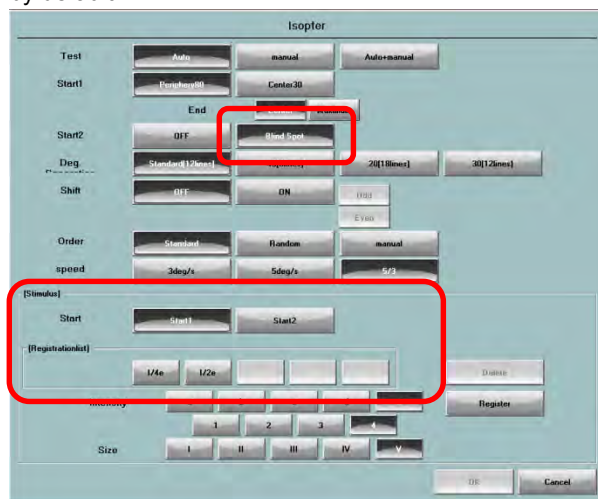 Isopter
Test Auto manual Auto+manual
Start1 Periphery80 Center30
End
Start2 OFF Blind Spot
Deg. Standard[12lines] 20[18lines] 30[12lines]
Shift OFF ON Odd
Even
Order Standard Random manual
speed 3deg/s 5deg/s 5/3
[Stimulus]
Start Start1 Start2
[Registrationlist]
I/4e I/2e Delete
Register
1 2 3 4
Size I II III IV V
OK Cancel